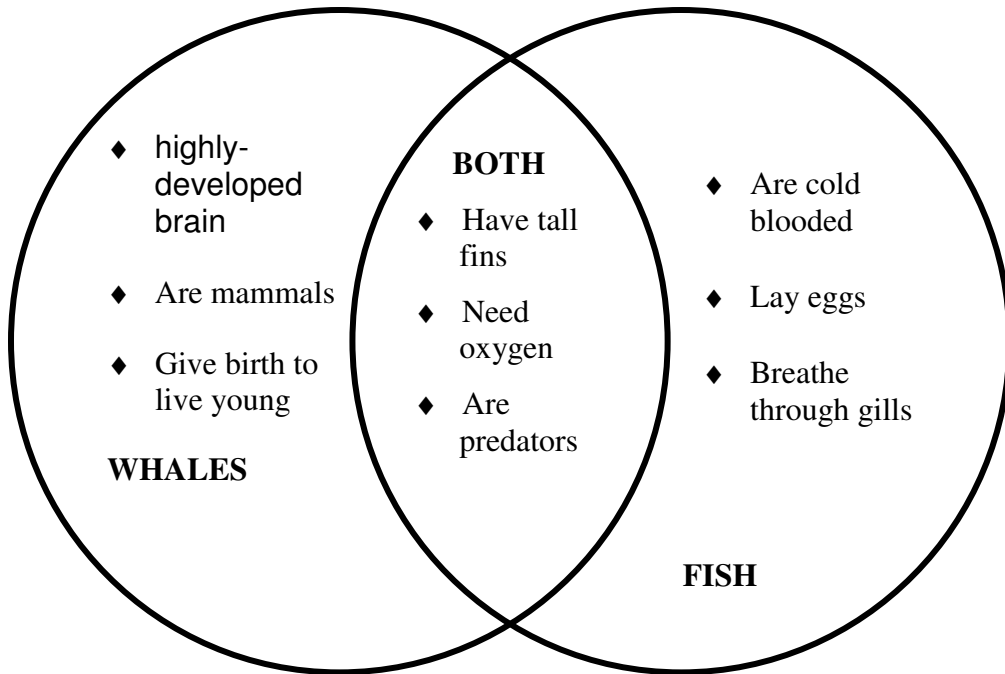 ♦ highly-
developed
brain
♦ Are mammals
♦ Give birth to
live young
WHALES
BOTH
♦ Have tall
fins
♦ Need
oxygen
♦ Are
predators
♦ Are cold
blooded
♦ Lay eggs
♦ Breathe
through gills
FISH